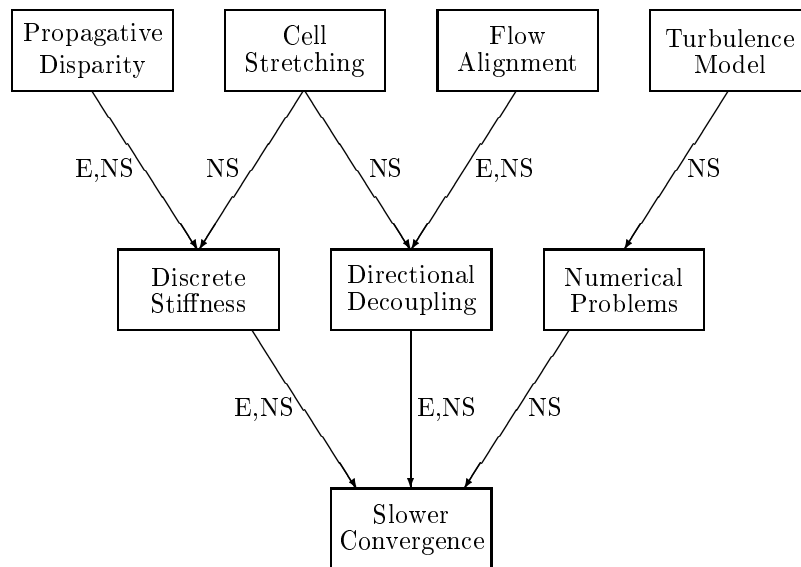 Propagative
Disparity
Cell
Stretching
Flow
Alignment
Turbulence
Model
E,NS
NS
NS
E,NS
NS
Discrete
Stiffness
Directional
Decoupling
Numerical
Problems
E,NS
E,NS
NS
Slower
Convergence